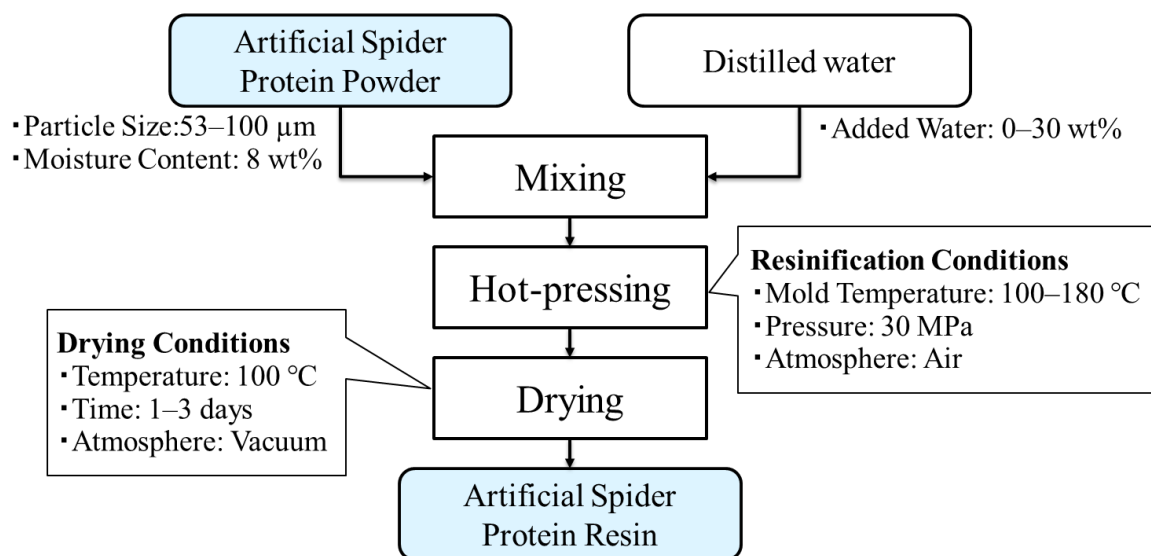 Artificial Spider
Protein Powder
Distilled water
・Particle Size:53–100 µm
・Moisture Content: 8 wt%
・Added Water: 0–30 wt%
Mixing
Hot-pressing
Resinification Conditions
・Mold Temperature: 100–180 ℃
・Pressure: 30 MPa
・Atmosphere: Air
Drying Conditions
・Temperature: 100 ℃
・Time: 1–3 days
・Atmosphere: Vacuum
Drying
Artificial Spider
Protein Resin